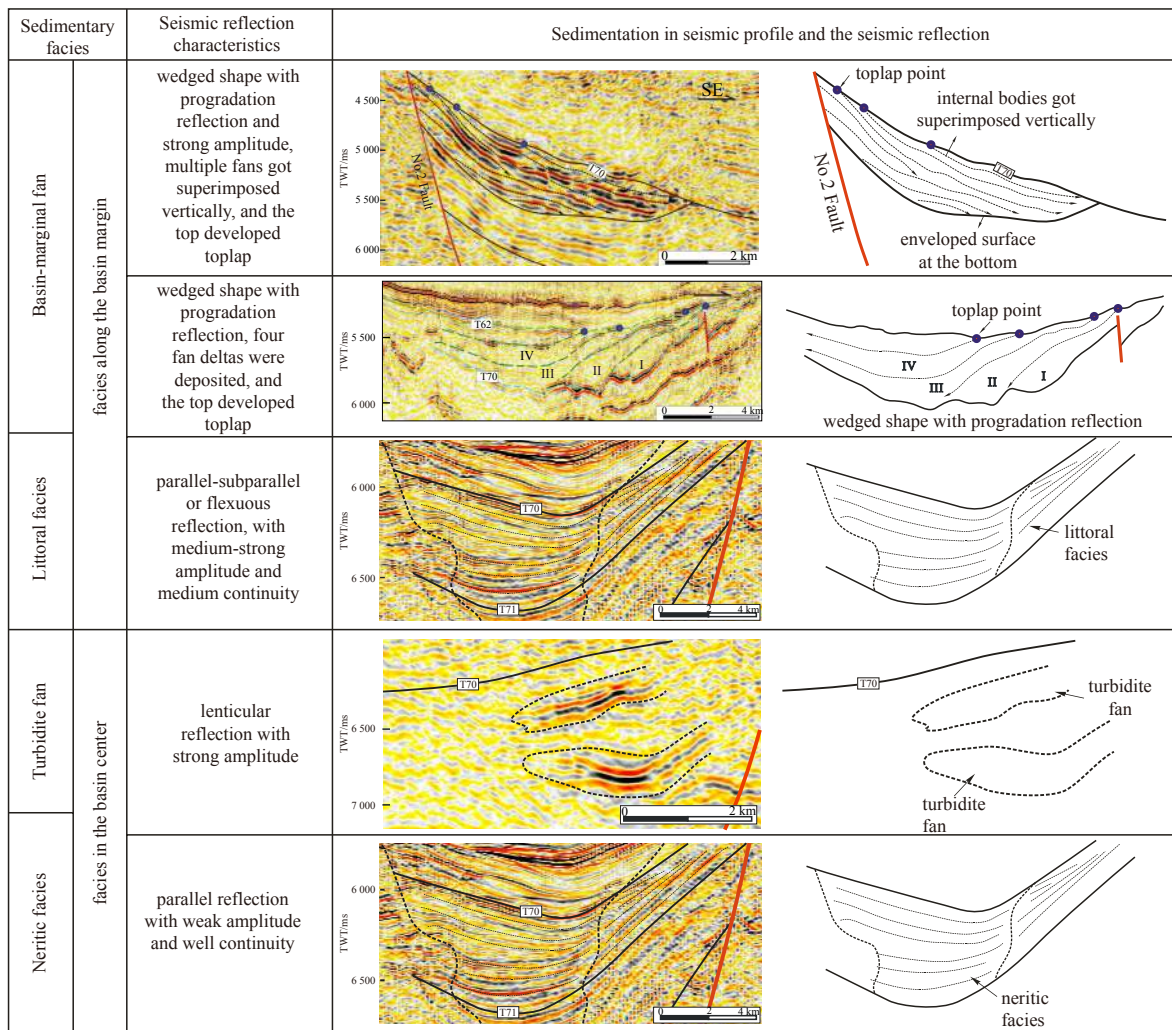 Sedimentary
facies
Seismic reflection
characteristics
Sedimentation in seismic profile and the seismic reflection
Basin-marginal fan
facies along the basin margin
wedged shape with
progradation
reflection and
strong amplitude,
multiple fans got
superimposed
vertically, and the
top developed
toplap
TWT/ms
4 500
5 000
5 500
6 000
SE
No.2 Fault
T70
0 2 km
toplap point
internal bodies got
superimposed vertically
T70
No.2 Fault
enveloped surface
at the bottom
wedged shape with
progradation
reflection, four
fan deltas were
deposited, and
the top developed
toplap
TWT/ms
5 500
6 000
T62
T70
IV
III
II
I
0 2 4 km
toplap point
IV
III
II
I
wedged shape with progradation reflection
Littoral facies
parallel-subparallel
or flexuous
reflection, with
medium-strong
amplitude and
medium continuity
TWT/ms
6 000
6 500
T70
T71
0 2 4 km
littoral
facies
Turbidite fan
facies in the basin center
lenticular
reflection with
strong amplitude
TWT/ms
6 500
7 000
T70
0 2 km
T70
turbidite
fan
turbidite
fan
Neritic facies
parallel reflection
with weak amplitude
and well continuity
TWT/ms
6 000
6 500
T70
T71
0 2 4 km
neritic
facies